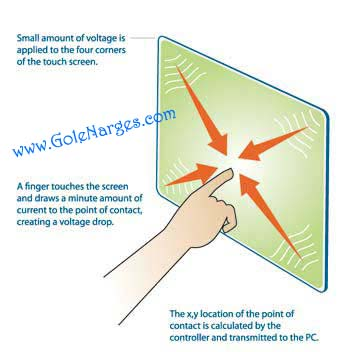 Small amount of voltage is
applied to the four corners
of the touch screen.
www.GoleNarges.com
A finger touches the screen
and draws a minute amount of
current to the point of contact,
creating a voltage drop.
The x,y location of the point of
contact is calculated by the
controller and transmitted to the PC.